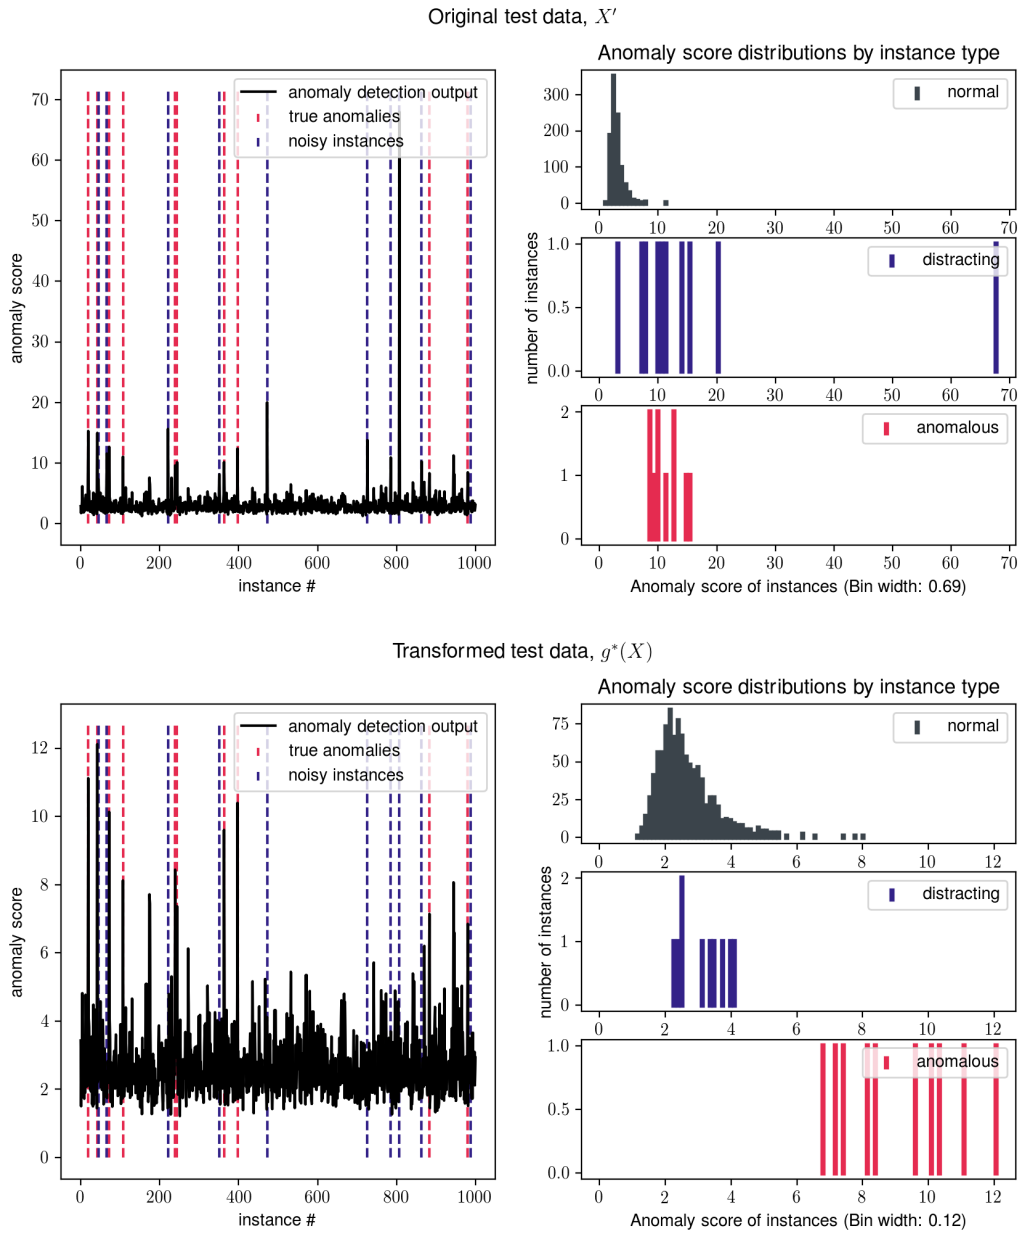 Original test data, X′
Anomaly score distributions by instance type
anomaly detection output
true anomalies
noisy instances
70
60
50
40
30
20
10
0
anomaly score
0 200 400 600 800 1000
instance #
normal
300
200
100
0
0 10 20 30 40 50 60 70
distracting
1.0
0.5
0.0
number of instances
0 10 20 30 40 50 60 70
anomalous
2
1
0
0 10 20 30 40 50 60 70
Anomaly score of instances (Bin width: 0.69)
Transformed test data, g*(X)
Anomaly score distributions by instance type
anomaly detection output
true anomalies
noisy instances
12
10
8
6
4
2
0
anomaly score
0 200 400 600 800 1000
instance #
normal
75
50
25
0
0 2 4 6 8 10 12
distracting
2
1
0
number of instances
0 2 4 6 8 10 12
anomalous
1.0
0.5
0.0
0 2 4 6 8 10 12
Anomaly score of instances (Bin width: 0.12)